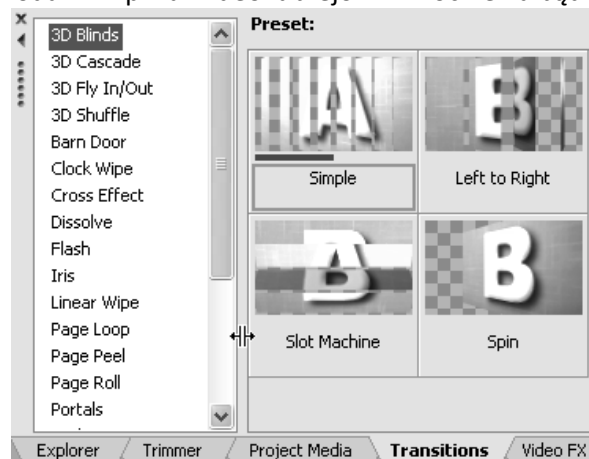 3D Blinds
3D Cascade
3D Fly In/Out
3D Shuffle
Barn Door
Clock Wipe
Cross Effect
Dissolve
Flash
Iris
Linear Wipe
Page Loop
Page Peel
Page Roll
Portals
Preset:
A
B
Simple
Left to Right
B
Slot Machine
Spin
Explorer
Trimmer
Project Media
Transitions
Video FX